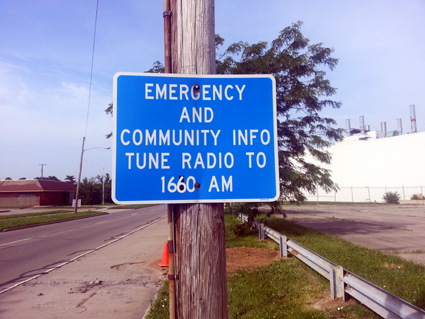 EMERGENCY
AND
COMMUNITY INFO
TUNE RADIO TO
1660 AM